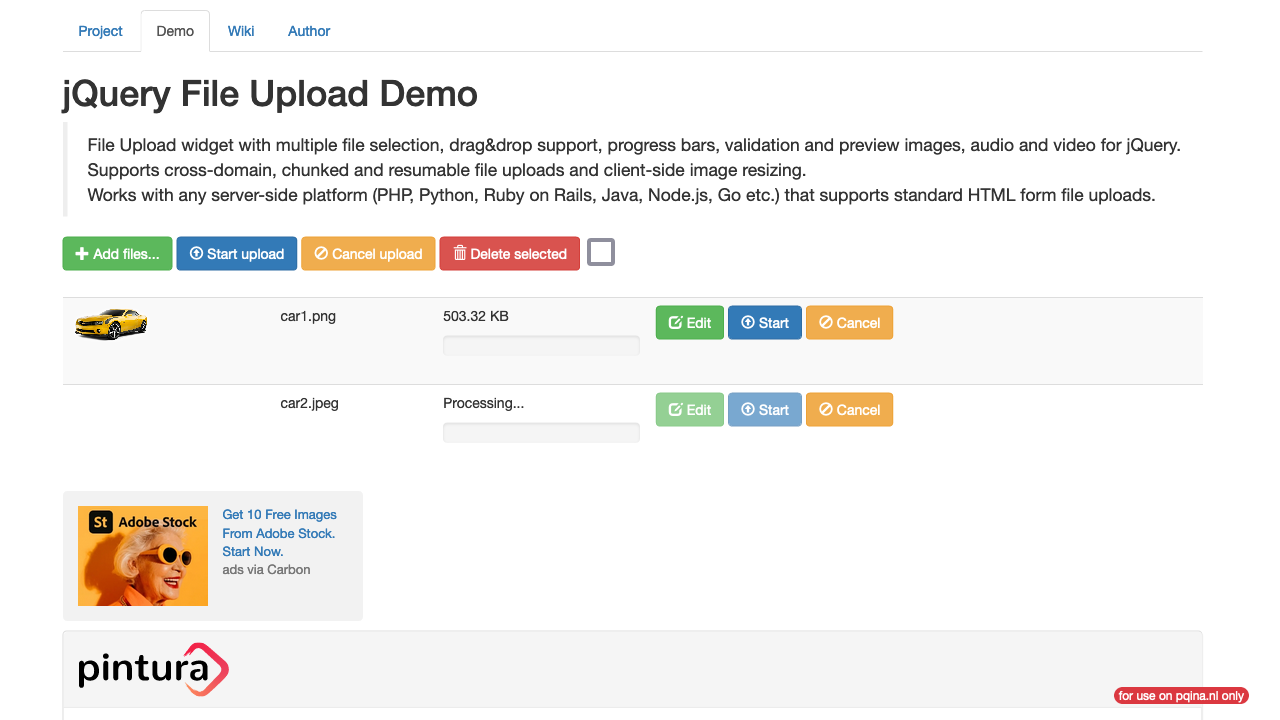 Project Demo Wiki Author
jQuery File Upload Demo
File Upload widget with multiple file selection, drag&drop support, progress bars, validation and preview images, audio and video for jQuery.
Supports cross-domain, chunked and resumable file uploads and client-side image resizing.
Works with any server-side platform (PHP, Python, Ruby on Rails, Java, Node.js, Go etc.) that supports standard HTML form file uploads.
Add files... Start upload Cancel upload Delete selected
car1.png 503.32 KB Edit Start Cancel
car2.jpeg Processing... Edit Start Cancel
St Adobe Stock
Get 10 Free Images
From Adobe Stock.
Start Now.
ads via Carbon
pintura
for use on pqina.nl only